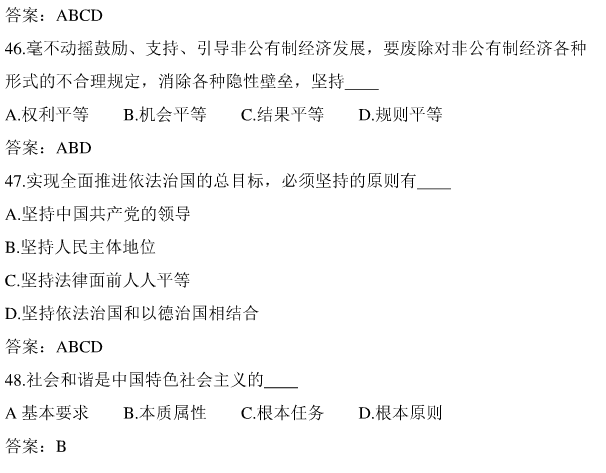 答案：ABCD
46.毫不动摇鼓励、支持、引导非公有制经济发展，要废除对非公有制经济各种
形式的不合理规定，消除各种隐性壁垒，坚持____
A.权利平等 B.机会平等 C.结果平等 D.规则平等
答案：ABD
47.实现全面推进依法治国的总目标，必须坚持的原则有____
A.坚持中国共产党的领导
B.坚持人民主体地位
C.坚持法律面前人人平等
D.坚持依法治国和以德治国相结合
答案：ABCD
48.社会和谐是中国特色社会主义的____
A 基本要求 B.本质属性 C.根本任务 D.根本原则
答案：B